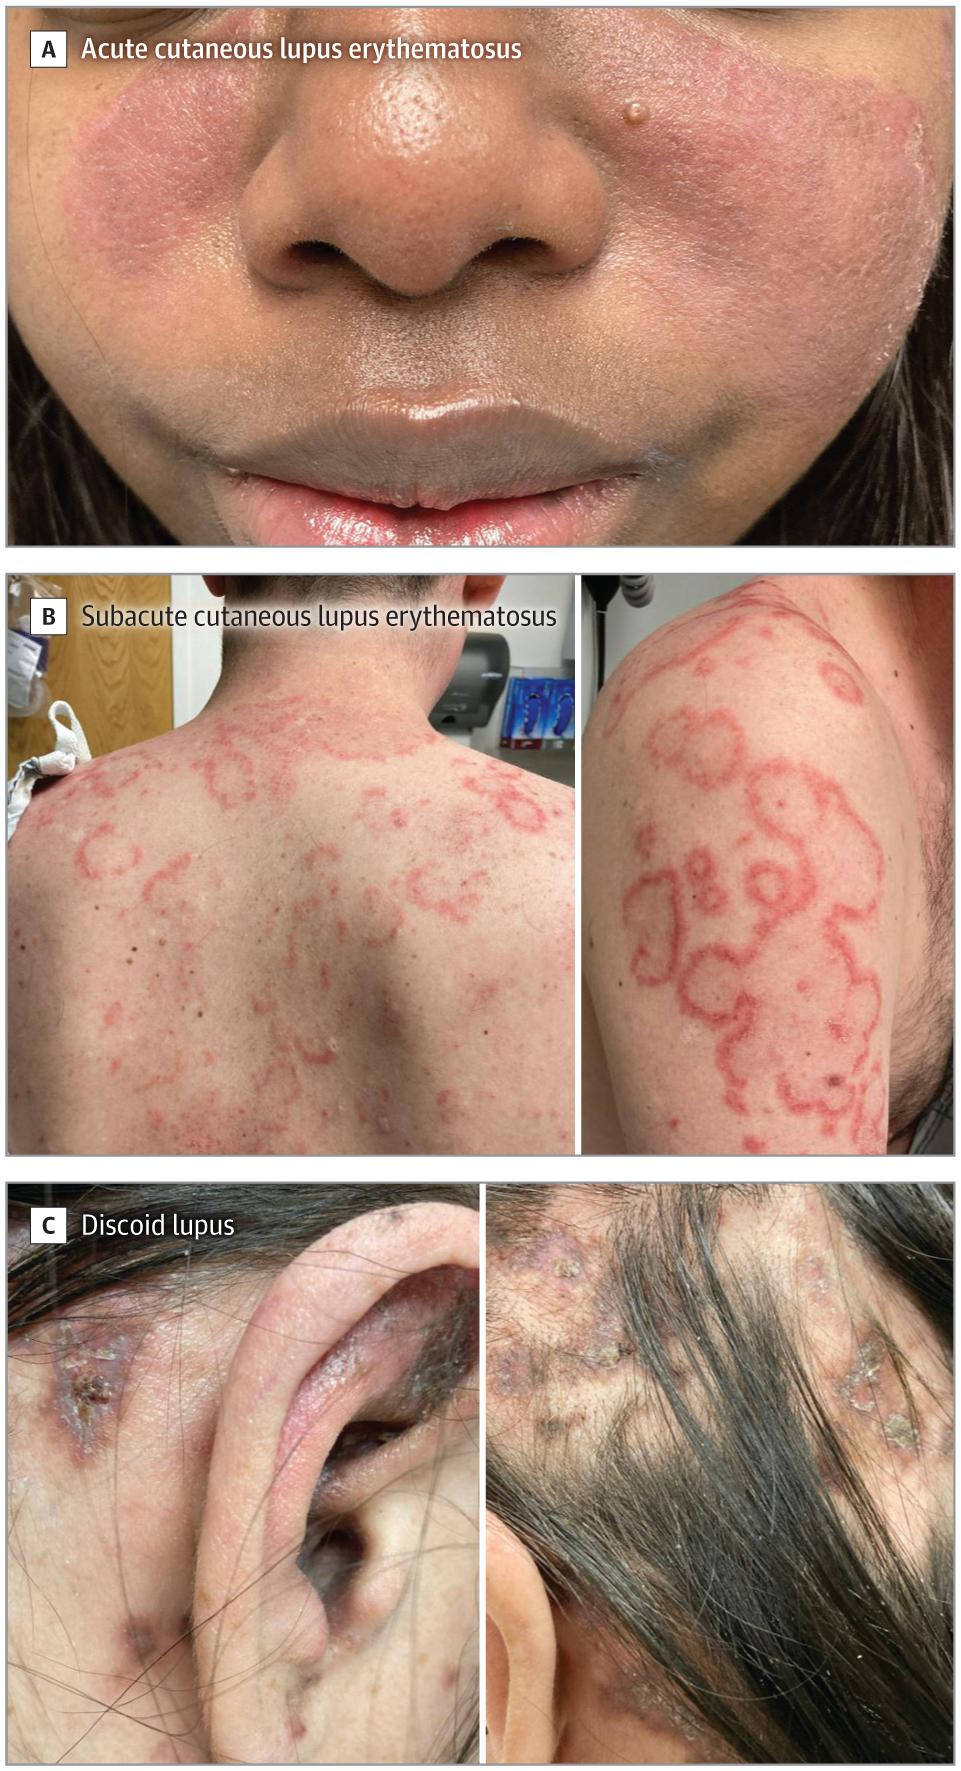 A Acute cutaneous lupus erythematosus
B Subacute cutaneous lupus erythematosus
C Discoid lupus